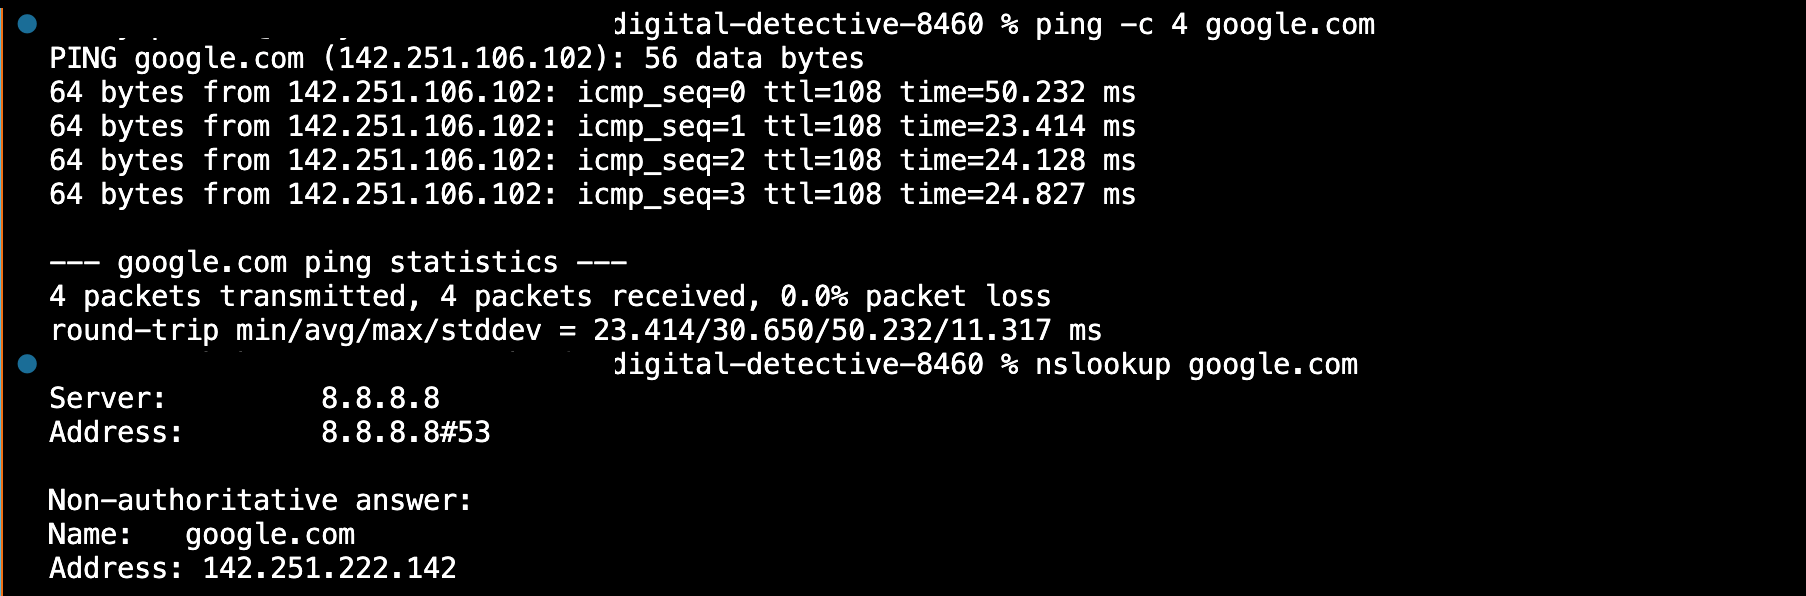 digital-detective-8460 % ping -c 4 google.com
PING google.com (142.251.106.102): 56 data bytes
64 bytes from 142.251.106.102: icmp_seq=0 ttl=108 time=50.232 ms
64 bytes from 142.251.106.102: icmp_seq=1 ttl=108 time=23.414 ms
64 bytes from 142.251.106.102: icmp_seq=2 ttl=108 time=24.128 ms
64 bytes from 142.251.106.102: icmp_seq=3 ttl=108 time=24.827 ms

--- google.com ping statistics ---
4 packets transmitted, 4 packets received, 0.0% packet loss
round-trip min/avg/max/stddev = 23.414/30.650/50.232/11.317 ms
digital-detective-8460 % nslookup google.com
Server:         8.8.8.8
Address:        8.8.8.8#53

Non-authoritative answer:
Name:   google.com
Address: 142.251.222.142